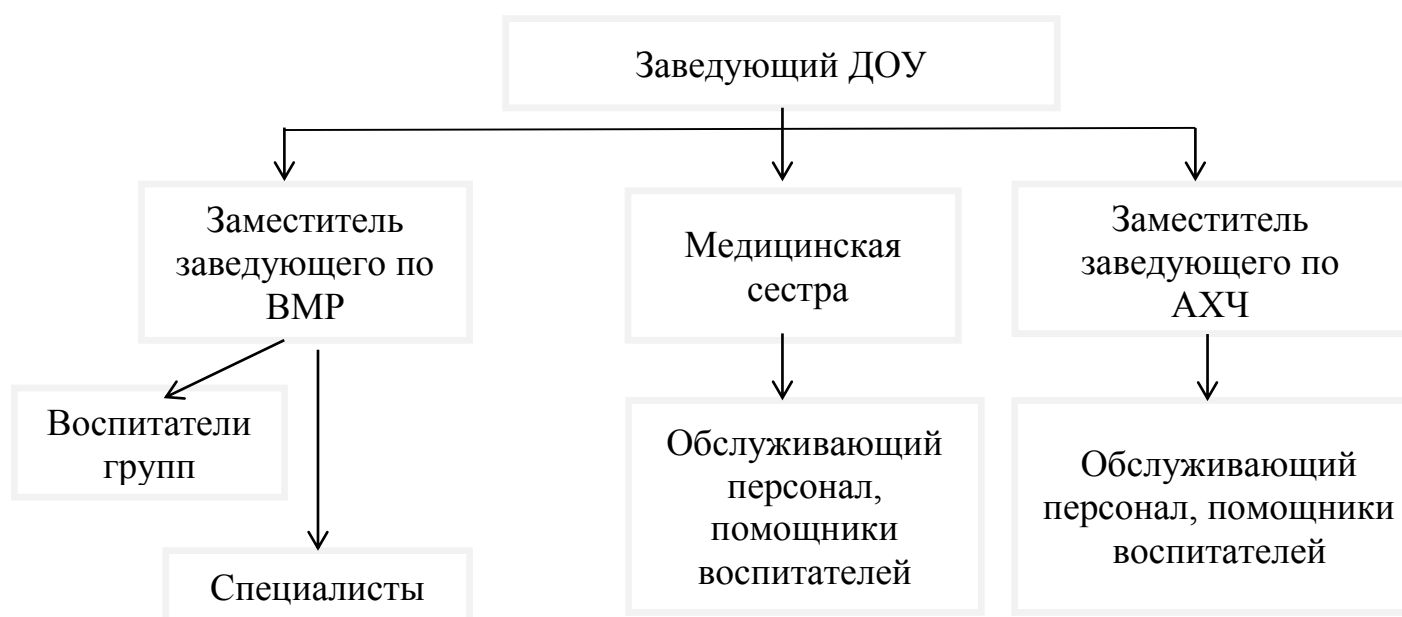 Заведующий ДОУ
Заместитель
заведующего по
ВМР
Медицинская
сестра
Заместитель
заведующего по
АХЧ
Воспитатели
групп
Специалисты
Обслуживающий
персонал,
помощники
воспитателей
Обслуживающий
персонал, помощники
воспитателей